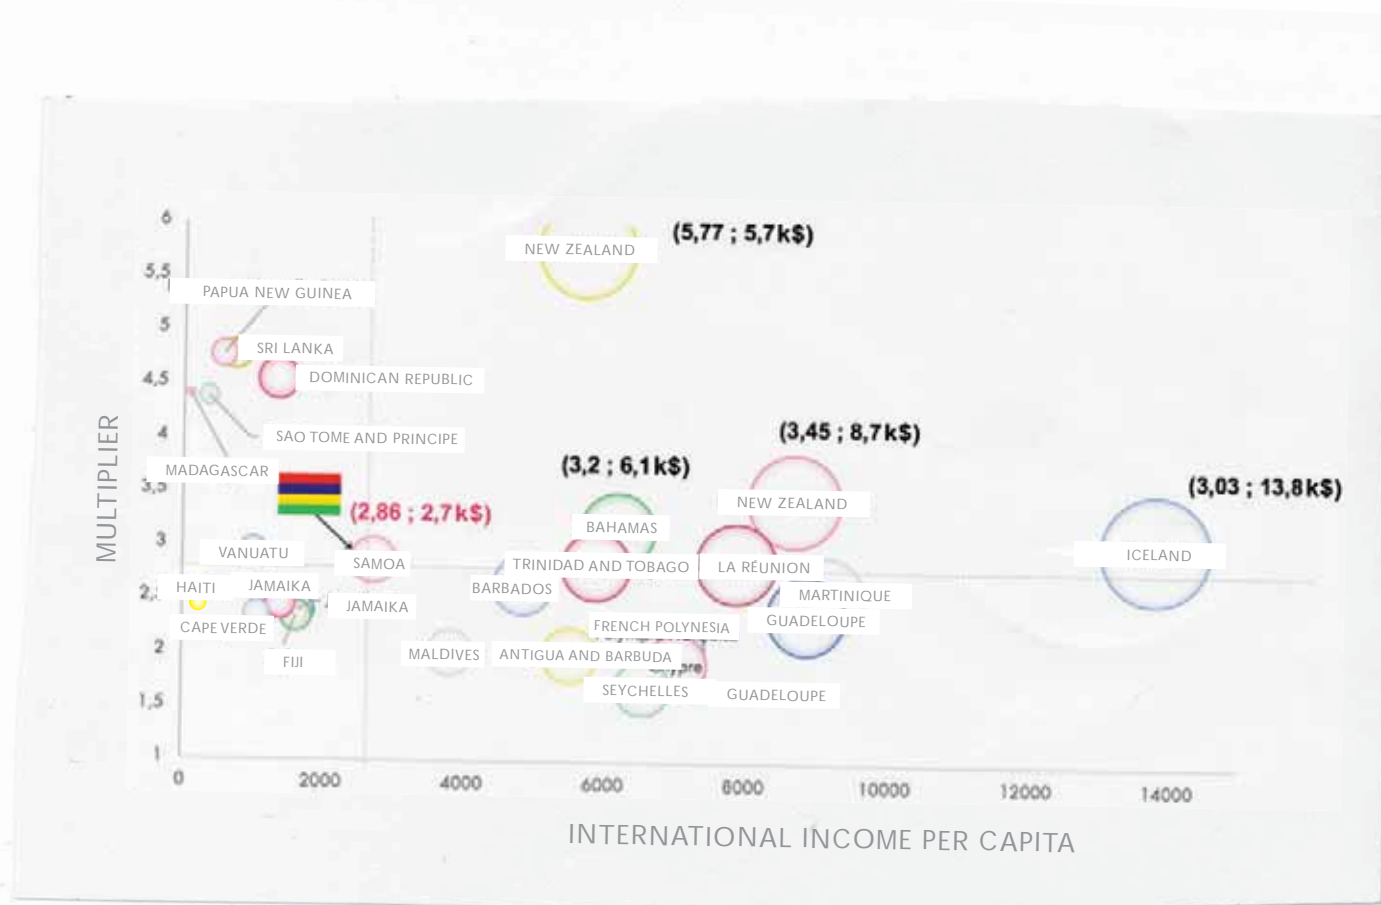 6
NEW ZEALAND
(5,77 ; 5,7k$)
5,5
PAPUA NEW GUINEA
5
SRI LANKA
4,5
DOMINICAN REPUBLIC
4
SAO TOME AND PRINCIPE
(3,45 ; 8,7k$)
MADAGASCAR
(3,2 ; 6,1k$)
3,5
(3,03 ; 13,8k$)
NEW ZEALAND
(2,86 ; 2,7k$)
MULTIPLIER
BAHAMAS
3
VANUATU
SAMOA
TRINIDAD AND TOBAGO
LA RÉUNION
ICELAND
HAITI
JAMAIKA
BARBADOS
MARTINIQUE
JAMAIKA
CAPE VERDE
FRENCH POLYNESIA
GUADELOUPE
2
FIJI
MALDIVES
ANTIGUA AND BARBUDA
SEYCHELLES
GUADELOUPE
1,5
1
0
2000
4000
6000
8000
10000
12000
14000
INTERNATIONAL INCOME PER CAPITA